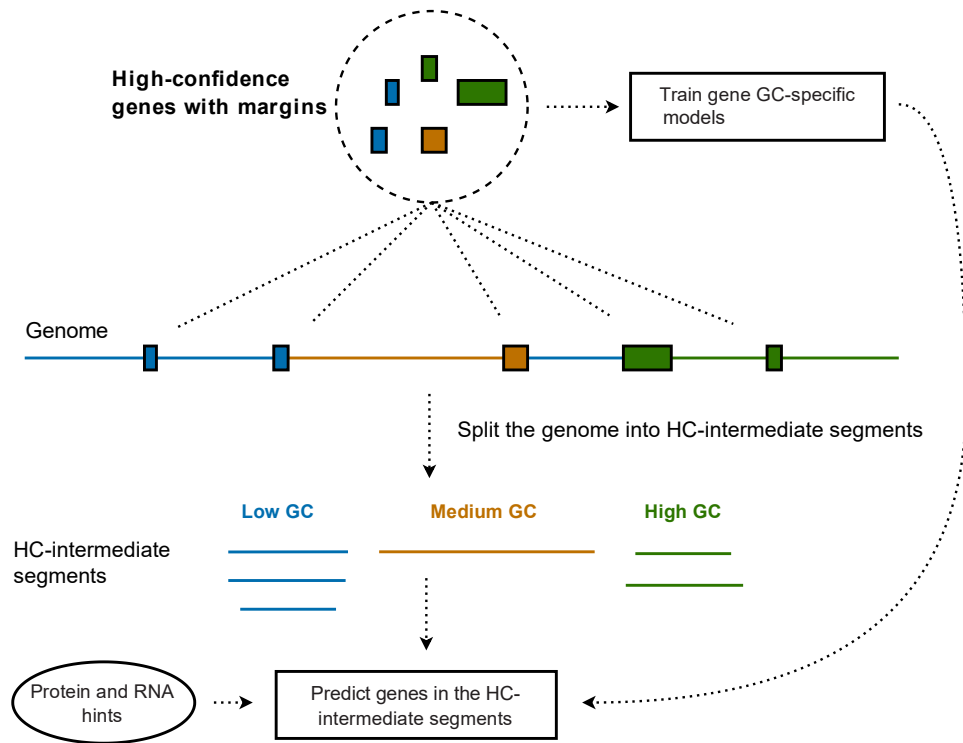 High-confidence
genes with margins
Train gene GC-specific
models
Genome
Split the genome into HC-intermediate segments
Low GC
Medium GC
High GC
HC-intermediate
segments
Protein and RNA
hints
Predict genes in the HC-
intermediate segments